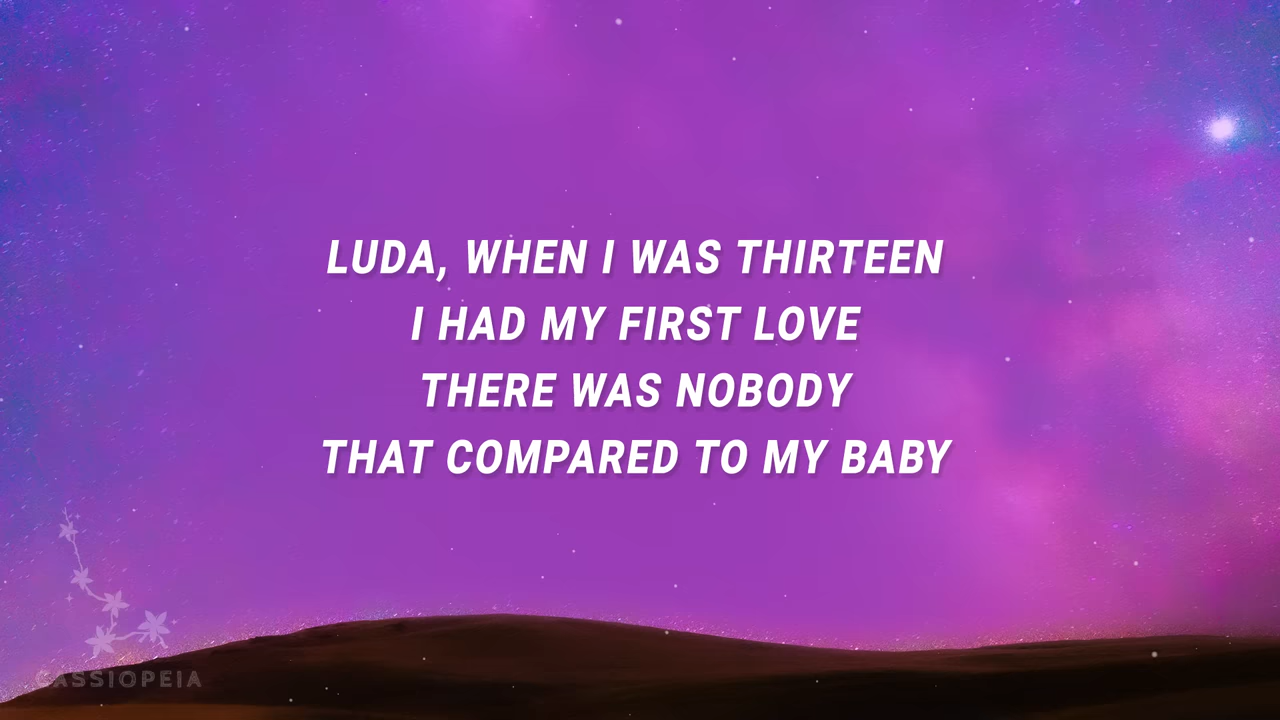 LUDA, WHEN I WAS THIRTEEN
I HAD MY FIRST LOVE
THERE WAS NOBODY
THAT COMPARED TO MY BABY
CASSIOPEIA